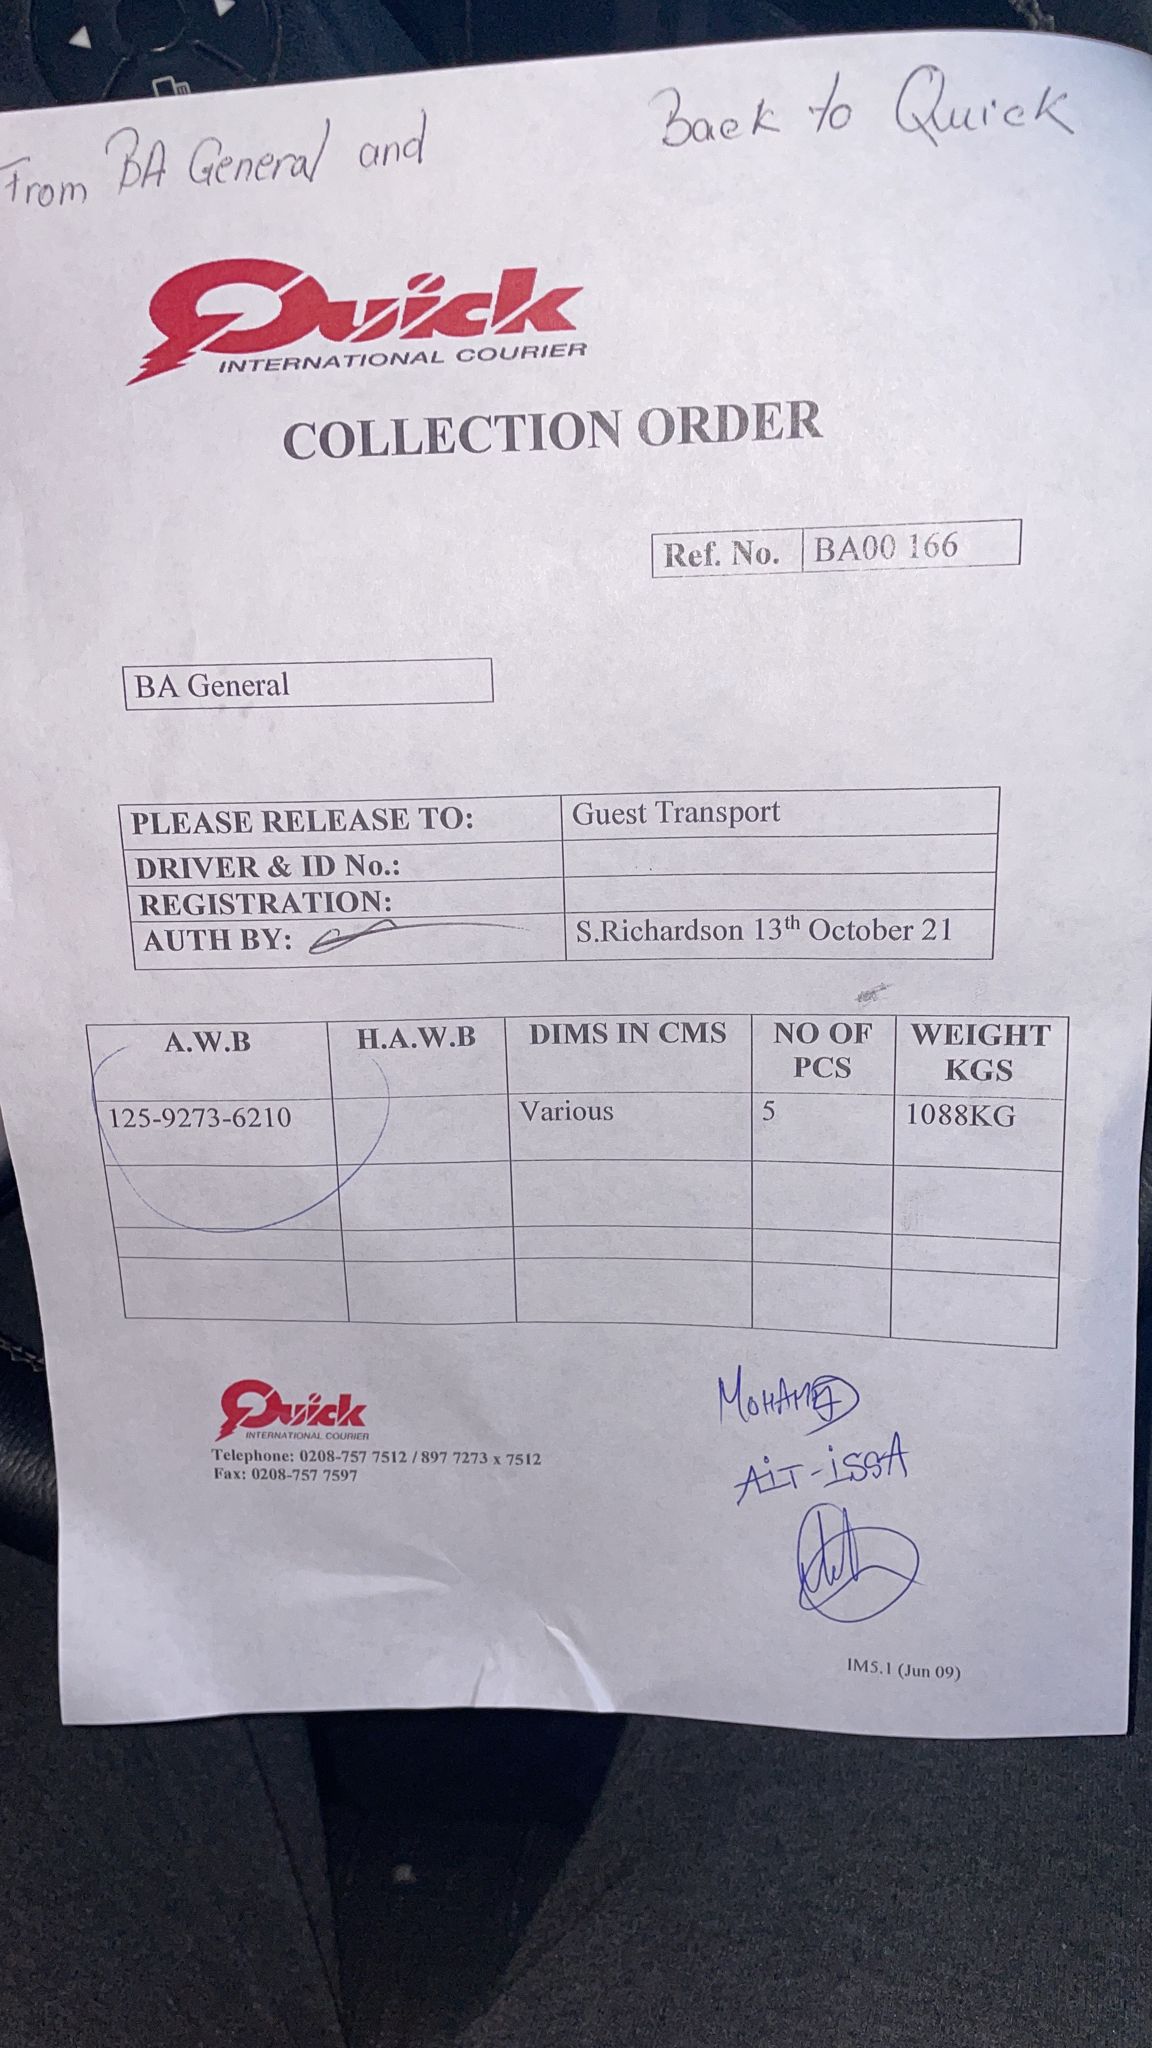 From BA General and Back to Quick
Quick
INTERNATIONAL COURIER
COLLECTION ORDER
Ref. No. BA00 166
BA General
PLEASE RELEASE TO: Guest Transport
DRIVER & ID No.:
REGISTRATION:
AUTH BY: S.Richardson 13th October 21
A.W.B H.A.W.B DIMS IN CMS NO OF PCS WEIGHT KGS
125-9273-6210 Various 5 1088KG
MOHAMED
AIT-iSSA
Quick
INTERNATIONAL COURIER
Telephone: 0208-757 7512 / 897 7273 x 7512
Fax: 0208-757 7597
IM5.1 (Jun 09)